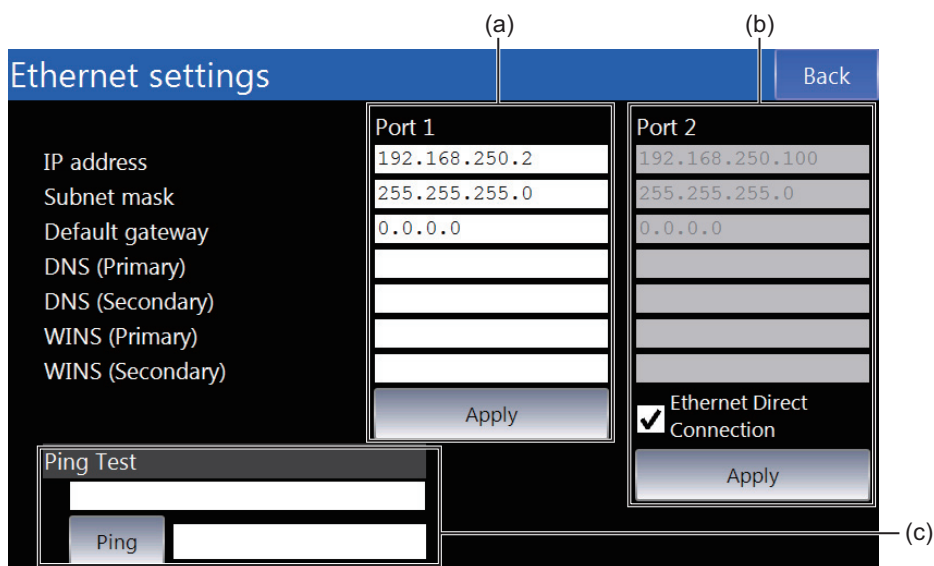 (a)
(b)
Ethernet settings
Back
Port 1
Port 2
IP address
192.168.250.2
192.168.250.100
Subnet mask
255.255.255.0
255.255.255.0
Default gateway
0.0.0.0
0.0.0.0
DNS (Primary)
DNS (Secondary)
WINS (Primary)
WINS (Secondary)
Apply
Ethernet Direct
Connection
Apply
Ping Test
Ping
(c)